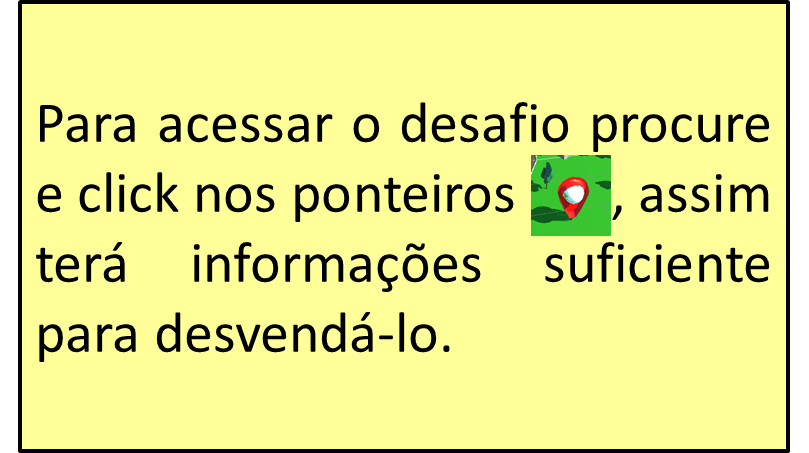 Para acessar o desafio procure
e click nos ponteiros , assim
terá informações suficiente
para desvendá-lo.